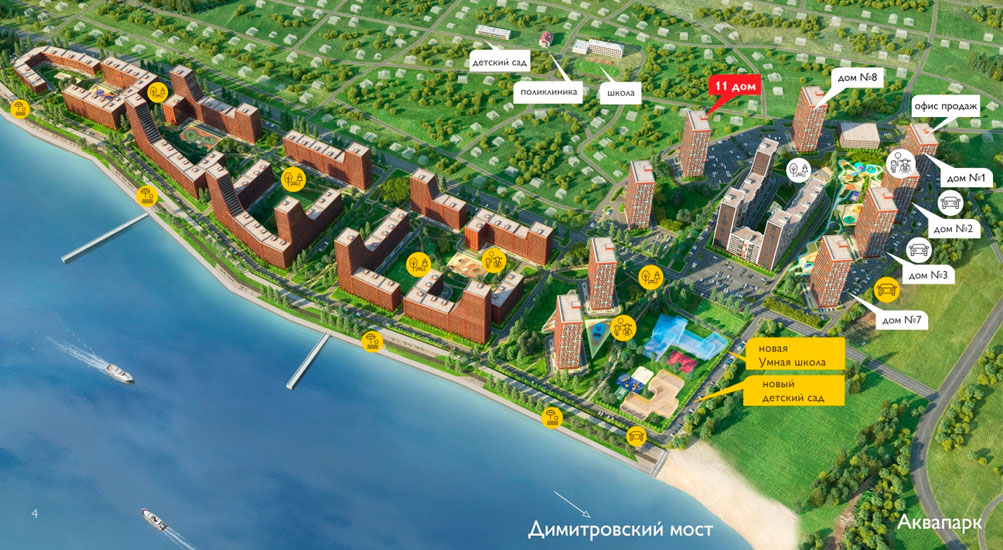 детский сад
поликлиника
школа
11 дом
дом №8
офис продаж
дом №1
дом №2
дом №3
дом №7
новая
Умная школа
новый
детский сад
4
Димитровский мост
Аквапарк